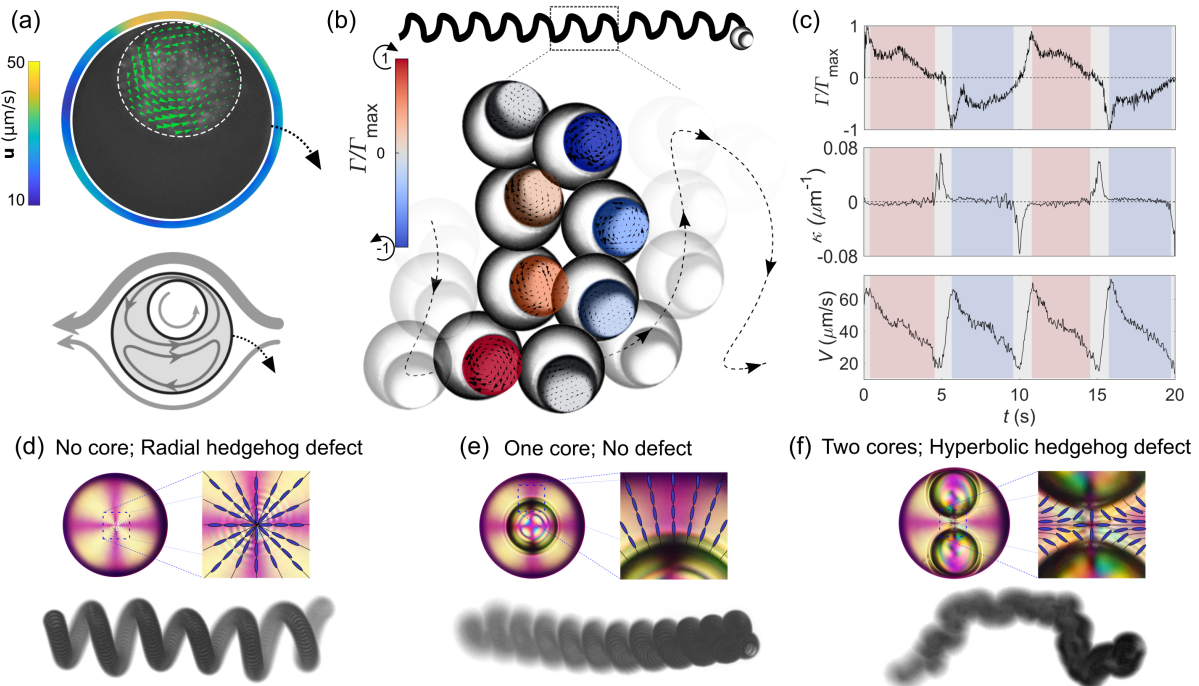 (a)
50
u (μm/s)
10
(b)
1
Γ/Γmax
0
-1
(c)
1
Γ/Γmax
0
-1
0.08
κ (μm-1)
0
-0.08
60
V (μm/s)
40
20
0 5 10 15 20
t (s)
(d) No core; Radial hedgehog defect
(e) One core; No defect
(f) Two cores; Hyperbolic hedgehog defect